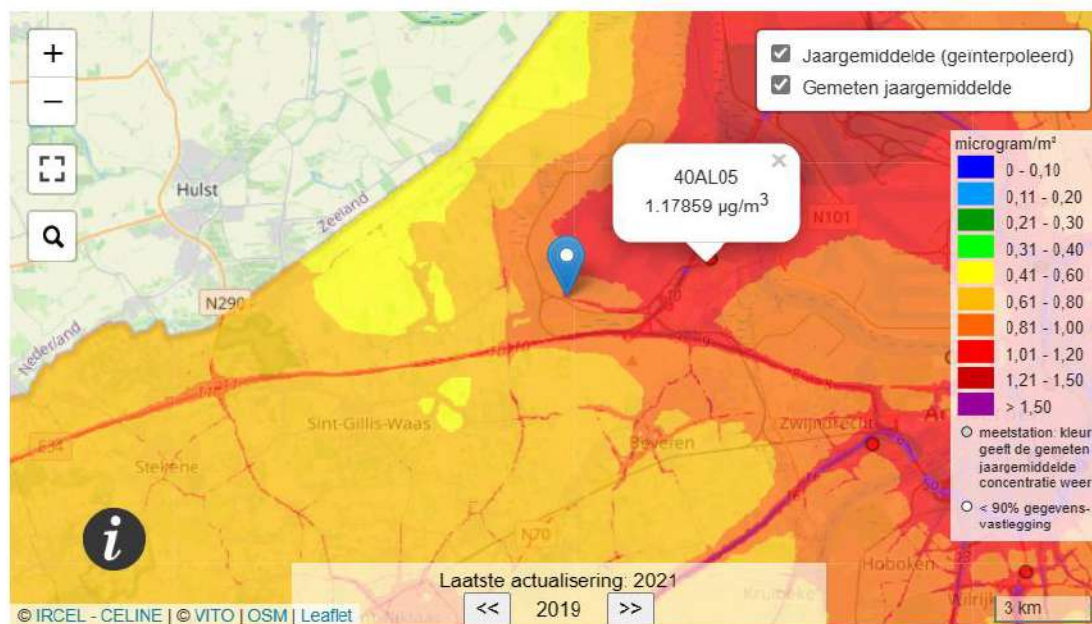 +
−
Jaargemiddelde (geïnterpoleerd)
Gemeten jaargemiddelde
microgram/m³
0 - 0,10
0,11 - 0,20
0,21 - 0,30
0,31 - 0,40
0,41 - 0,60
0,61 - 0,80
0,81 - 1,00
1,01 - 1,20
1,21 - 1,50
> 1,50
meetstation: kleur
geeft de gemeten
jaargemiddelde
concentratie weer
< 90% gegevens-
vastlegging
×
40AL05
1.17859 µg/m³
Hulst
Zeeland
Nederland
N290
N101
Sint-Gillis-Waas
Stekene
E34
Beveren
Zwijndrecht
N70
Hoboken
Wilrijk
Kruibeke
i
Laatste actualisering: 2021
<< 2019 >>
3 km
© IRCEL - CELINE | © VITO | OSM | Leaflet